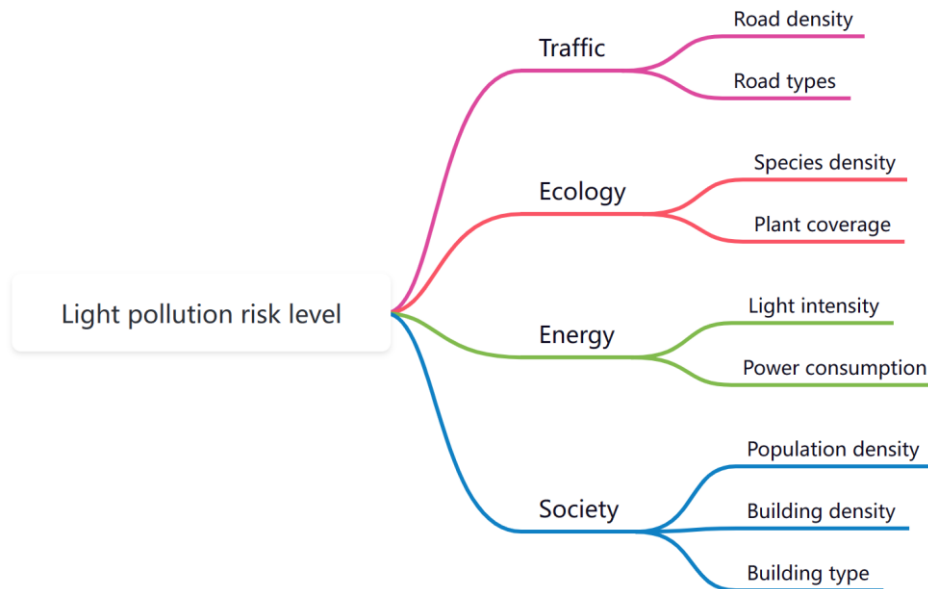 Light pollution risk level
Traffic
Road density
Road types
Ecology
Species density
Plant coverage
Energy
Light intensity
Power consumption
Society
Population density
Building density
Building type